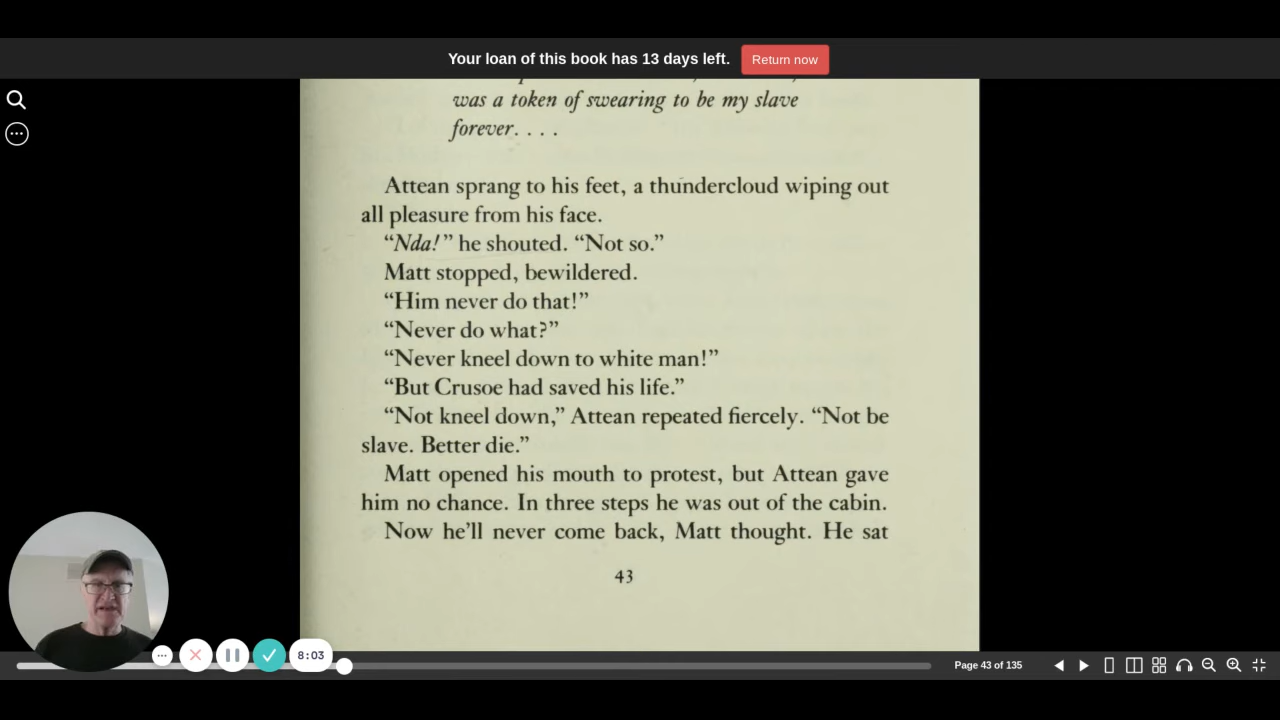 Your loan of this book has 13 days left. Return now
was a token of swearing to be my slave
forever. . . .
Attean sprang to his feet, a thundercloud wiping out
all pleasure from his face.
“Nda!” he shouted. “Not so.”
Matt stopped, bewildered.
“Him never do that!”
“Never do what?”
“Never kneel down to white man!”
“But Crusoe had saved his life.”
“Not kneel down,” Attean repeated fiercely. “Not be
slave. Better die.”
Matt opened his mouth to protest, but Attean gave
him no chance. In three steps he was out of the cabin.
Now he’ll never come back, Matt thought. He sat
43
8:03
Page 43 of 135